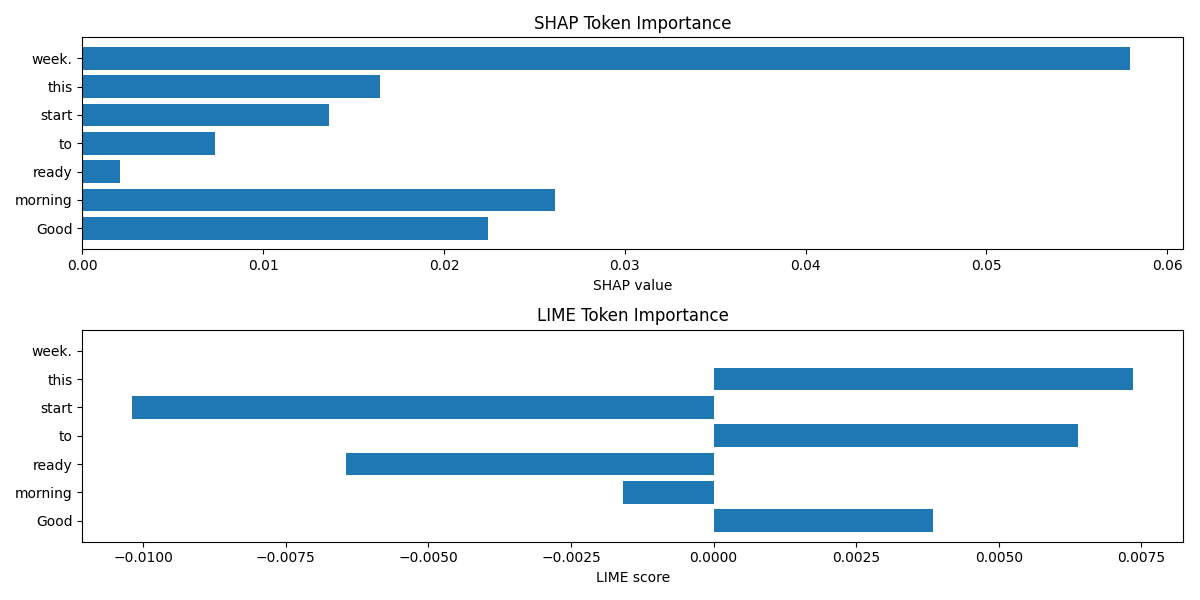 SHAP Token Importance
week.
this
start
to
ready
morning
Good
0.00 0.01 0.02 0.03 0.04 0.05 0.06
SHAP value
LIME Token Importance
week.
this
start
to
ready
morning
Good
−0.0100 −0.0075 −0.0050 −0.0025 0.0000 0.0025 0.0050 0.0075
LIME score